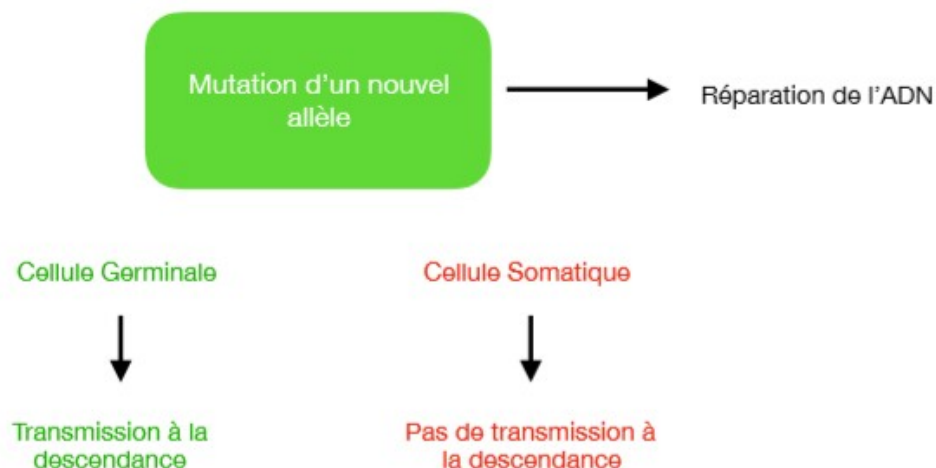 Mutation d'un nouvel
allèle
Réparation de l'ADN
Cellule Germinale
Cellule Somatique
Transmission à la
descendance
Pas de transmission à
la descendance